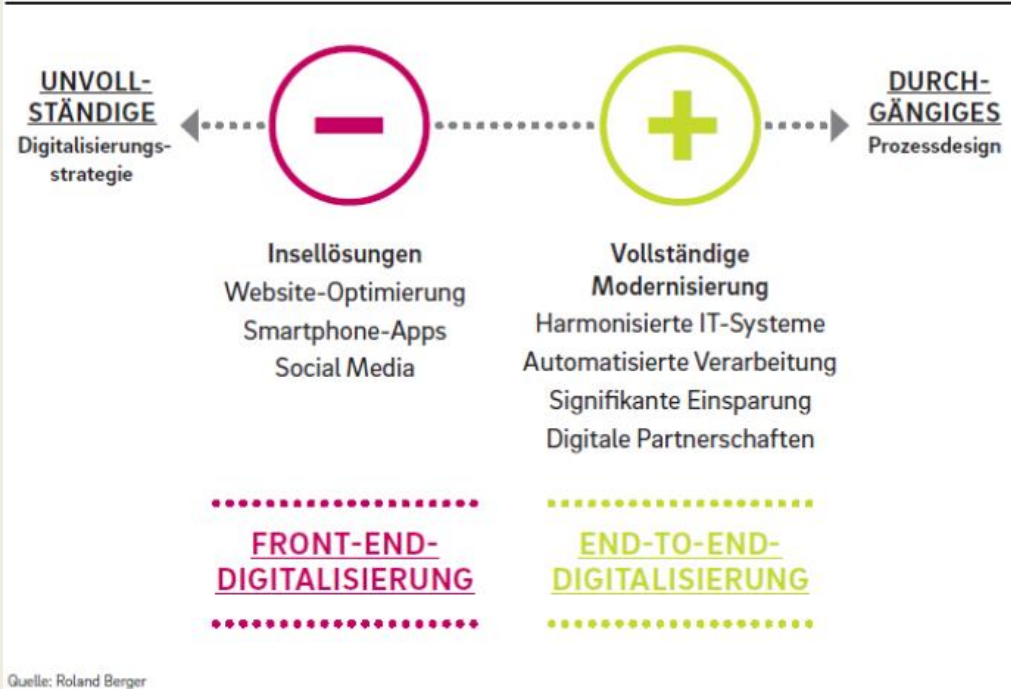 UNVOLL-
STÄNDIGE
Digitalisierungs-
strategie
DURCH-
GÄNGIGES
Prozessdesign
Insellösungen
Website-Optimierung
Smartphone-Apps
Social Media
Vollständige
Modernisierung
Harmonisierte IT-Systeme
Automatisierte Verarbeitung
Signifikante Einsparung
Digitale Partnerschaften
FRONT-END-
DIGITALISIERUNG
END-TO-END-
DIGITALISIERUNG
Quelle: Roland Berger